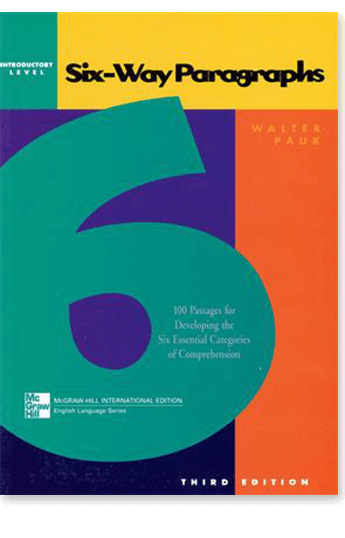 INTRODUCTORY
LEVEL
Six-Way Paragraphs
WALTER
PAUK
6
100 Passages for
Developing the
Six Essential Categories
of Comprehension
Mc
Graw
Hill
McGRAW-HILL INTERNATIONAL EDITION
English Language Series
THIRD EDITION